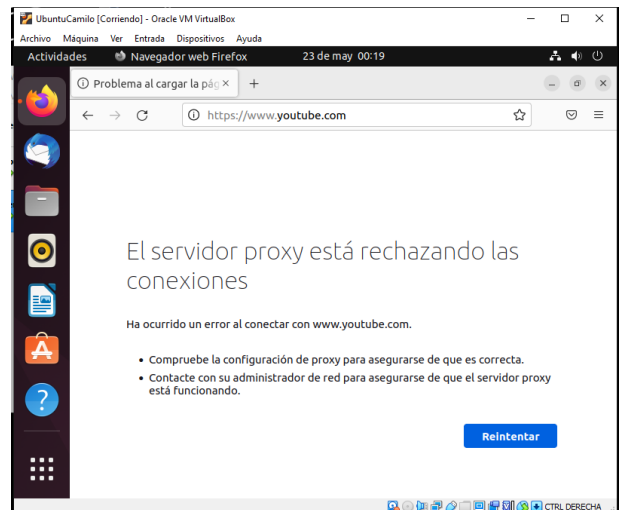 UbuntuCamilo [Corriendo] - Oracle VM VirtualBox
Archivo Máquina Ver Entrada Dispositivos Ayuda
Actividades Navegador web Firefox 23 de may 00:19
Problema al cargar la pág
https://www.youtube.com
El servidor proxy está rechazando las
conexiones
Ha ocurrido un error al conectar con www.youtube.com.
• Compruebe la configuración de proxy para asegurarse de que es correcta.
• Contacte con su administrador de red para asegurarse de que el servidor proxy
está funcionando.
Reintentar
CTRL DERECHA